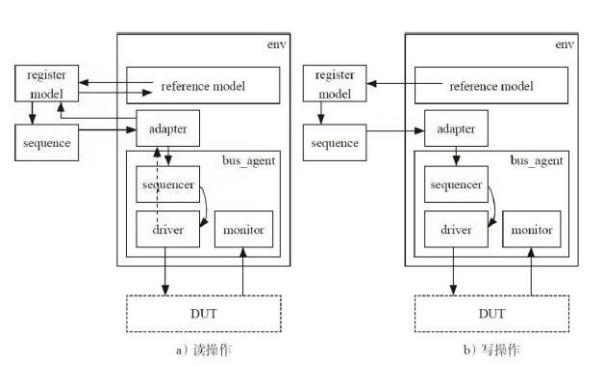 env
register
model
reference model
adapter
sequence
bus_agent
sequencer
driver
monitor
DUT
a）读操作
env
register
model
reference model
adapter
sequence
bus_agent
sequencer
driver
monitor
DUT
b）写操作